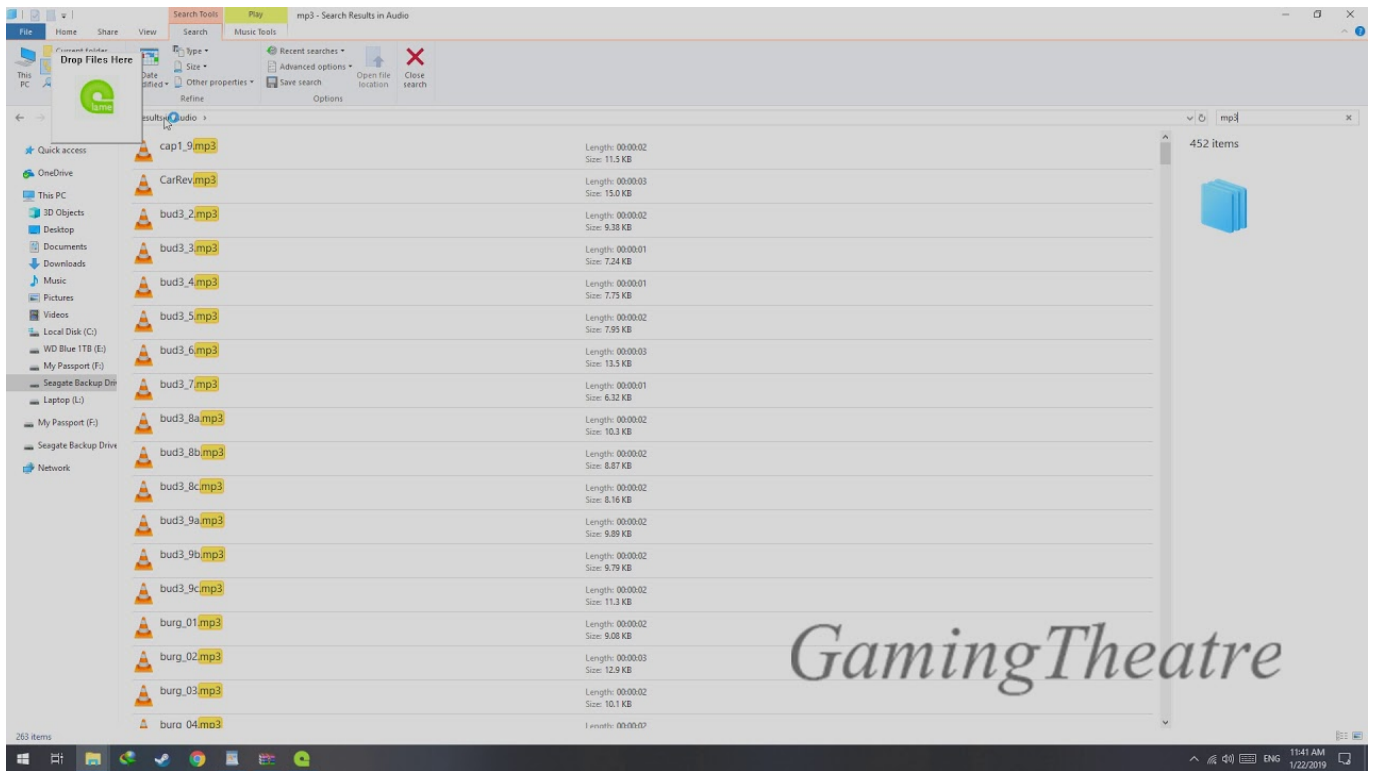 Search Tools
Play
mp3 - Search Results in Audio
File
Home
Share
View
Search
Music Tools
Current folder
Type
Recent searches
Drop Files Here
Size
Advanced options
This PC
Date
Other properties
Save search
Open file location
Close search
Refine
Options
lame
Audio
mp3
Quick access
OneDrive
This PC
3D Objects
Desktop
Documents
Downloads
Music
Pictures
Videos
Local Disk (C:)
WD Blue 1TB (E:)
My Passport (F:)
Seagate Backup Dri
Laptop (L:)
My Passport (F:)
Seagate Backup Drive
Network
cap1_9.mp3
Length: 00:00:02
Size: 11.5 KB
CarRev.mp3
Length: 00:00:03
Size: 15.0 KB
bud3_2.mp3
Length: 00:00:02
Size: 9.38 KB
bud3_3.mp3
Length: 00:00:01
Size: 7.24 KB
bud3_4.mp3
Length: 00:00:01
Size: 7.75 KB
bud3_5.mp3
Length: 00:00:02
Size: 7.95 KB
bud3_6.mp3
Length: 00:00:03
Size: 13.5 KB
bud3_7.mp3
Length: 00:00:01
Size: 6.32 KB
bud3_8a.mp3
Length: 00:00:02
Size: 10.3 KB
bud3_8b.mp3
Length: 00:00:02
Size: 8.87 KB
bud3_8c.mp3
Length: 00:00:02
Size: 8.16 KB
bud3_9a.mp3
Length: 00:00:02
Size: 9.89 KB
bud3_9b.mp3
Length: 00:00:02
Size: 9.79 KB
bud3_9c.mp3
Length: 00:00:02
Size: 11.3 KB
burg_01.mp3
Length: 00:00:02
Size: 9.08 KB
burg_02.mp3
Length: 00:00:03
Size: 12.9 KB
burg_03.mp3
Length: 00:00:02
Size: 10.1 KB
burg_04.mp3
Length: 00:00:02
452 items
GamingTheatre
263 items
ENG
11:41 AM
1/22/2019